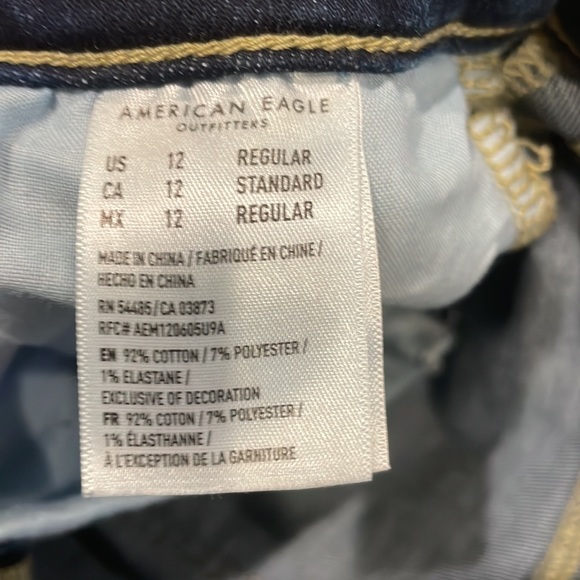 AMERICAN EAGLE
OUTFITTERS
US 12 REGULAR
CA 12 STANDARD
MX 12 REGULAR
MADE IN CHINA / FABRIQUÉ EN CHINE /
HECHO EN CHINA
RN 54485/CA 03873
RFC# AEM120605U9A
EN 92% COTTON / 7% POLYESTER /
1% ELASTANE /
EXCLUSIVE OF DECORATION
FR 92% COTON / 7% POLYESTER /
1% ÉLASTHANNE /
À L'EXCEPTION DE LA GARNITURE